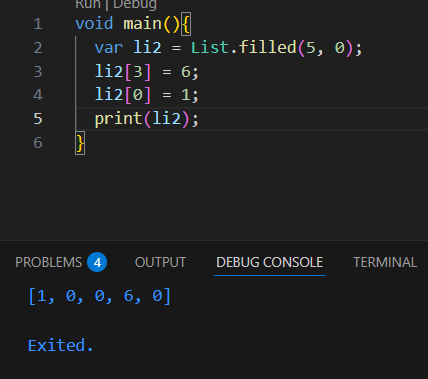 Run | Debug
1 void main(){
2 var li2 = List.filled(5, 0);
3 li2[3] = 6;
4 li2[0] = 1;
5 print(li2);
6 }
PROBLEMS 4 OUTPUT DEBUG CONSOLE TERMINAL
[1, 0, 0, 6, 0]
Exited.